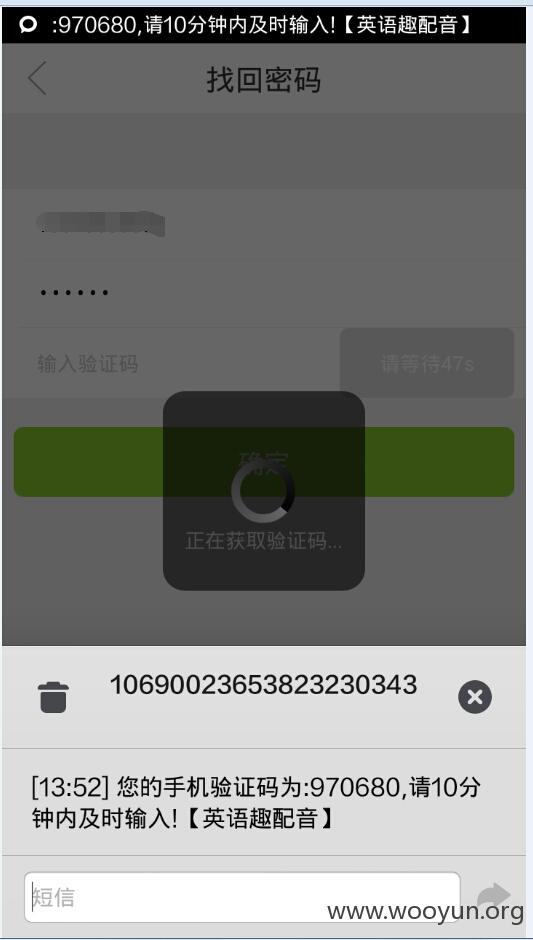 :970680,请10分钟内及时输入!【英语趣配音】
找回密码
••••••
输入验证码
请等待47s
确定
正在获取验证码...
10690023653823230343
[13:52] 您的手机验证码为:970680,请10分
钟内及时输入!【英语趣配音】
短信
www.wooyun.org